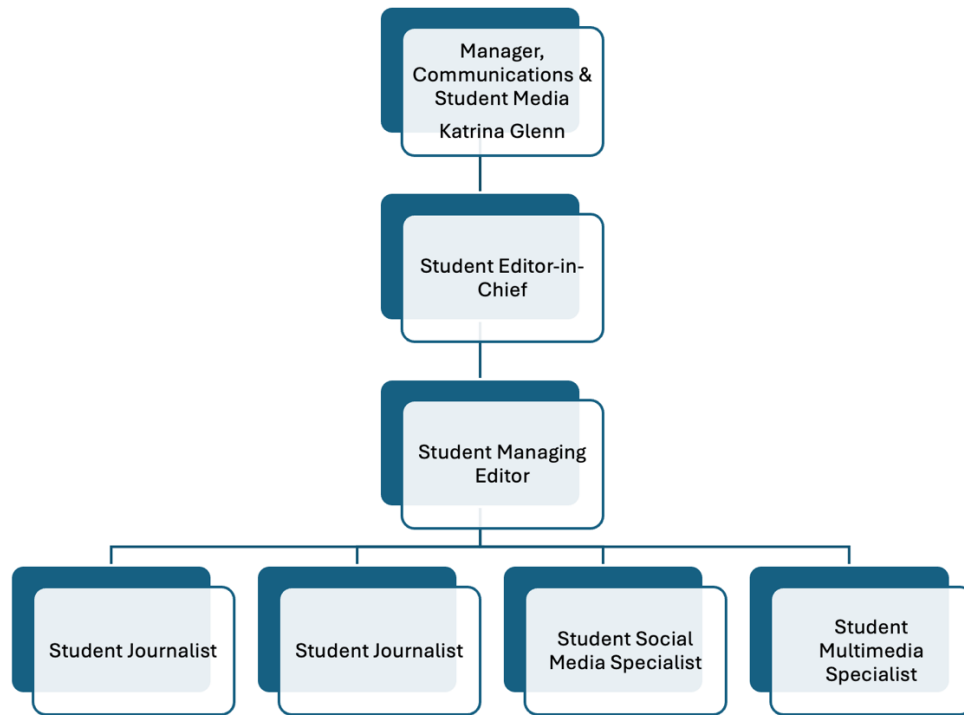 Manager,
Communications &
Student Media
Katrina Glenn
Student Editor-in-
Chief
Student Managing
Editor
Student Journalist
Student Journalist
Student Social
Media Specialist
Student
Multimedia
Specialist